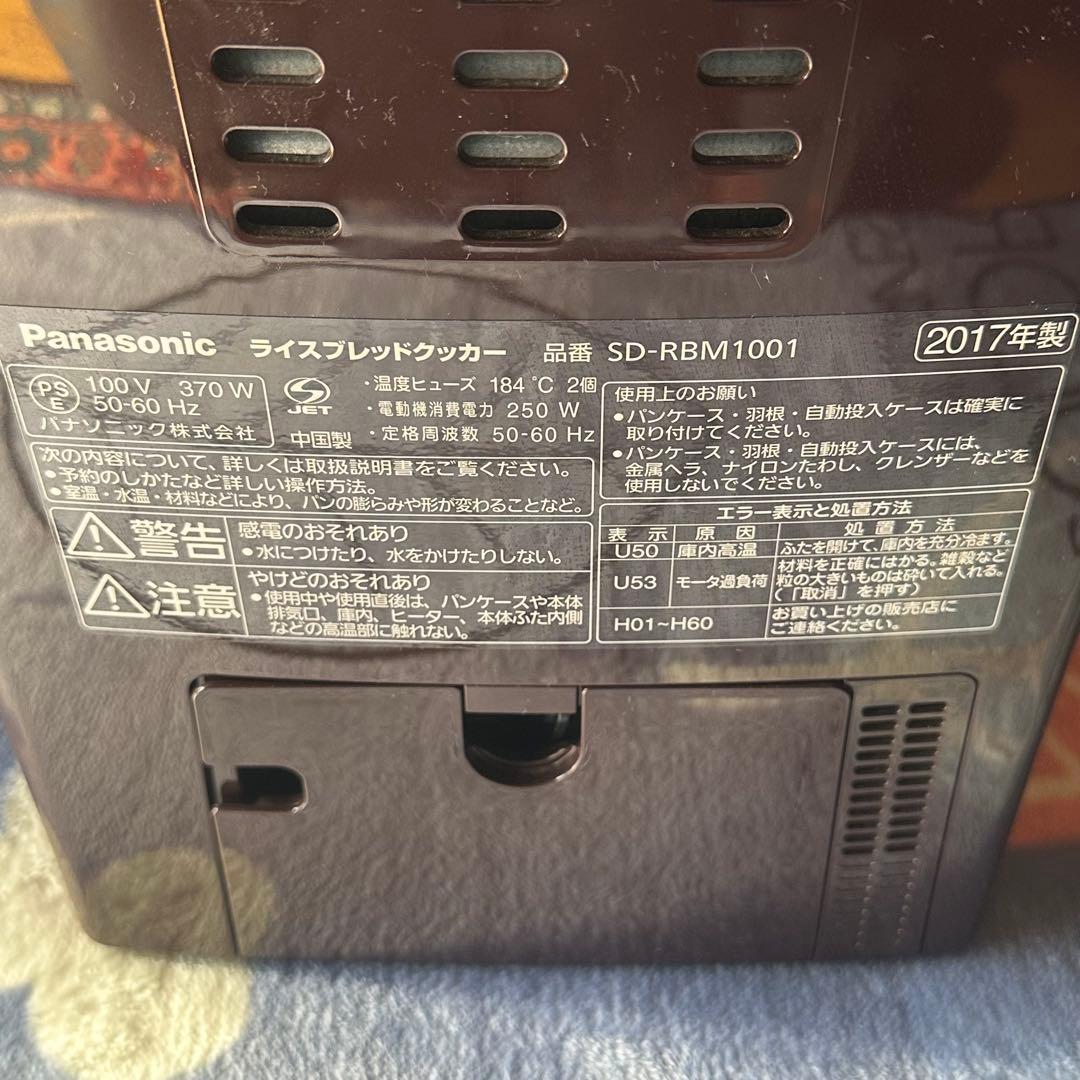 Panasonic ライスブレッドクッカー 品番 SD-RBM1001 2017年製
PS E
100 V 370 W
50-60 Hz
パナソニック株式会社
JET
中国製
・温度ヒューズ 184 ℃ 2個
・電動機消費電力 250 W
・定格周波数 50-60 Hz
次の内容について、詳しくは取扱説明書をご覧ください。
●予約のしかたなど詳しい操作方法。
●室温・水温・材料などにより、パンの膨らみや形が変わることなど。
警告
感電のおそれあり
●水につけたり、水をかけたりしない。
注意
やけどのおそれあり
●使用中や使用直後は、パンケースや本体
排気口、庫内、ヒーター、本体ふた内側
などの高温部に触れない。
使用上のお願い
●パンケース・羽根・自動投入ケースは確実に
取り付けてください。
●パンケース・羽根・自動投入ケースには、
金属ヘラ、ナイロンたわし、クレンザーなどを
使用しないでください。
エラー表示と処置方法
表示 原因 処置方法
U50 庫内高温 ふたを開けて、庫内を充分冷ます。
U53 モータ過負荷 材料を正確にはかる。雑穀など
粒の大きいものは砕いて入れる。
(「取消」を押す)
H01~H60 お買い上げの販売店に
ご連絡ください。